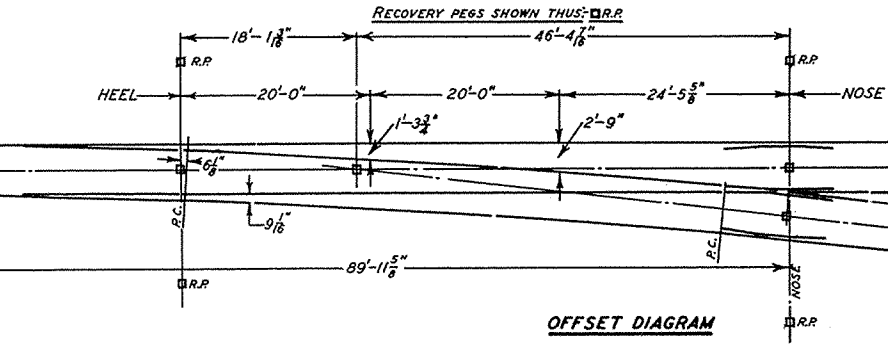 RECOVERY PEGS SHOWN THUS:- R.P.
18'-1 3/16" 46'-4 7/16"
R.P. R.P.
HEEL 20'-0" 20'-0" 24'-5 5/8" NOSE
1'-3 3/4" 2'-9"
6 1/8"
P.C. 9 1/16" P.C.
89'-11 5/8"
NOSE
R.P.
OFFSET DIAGRAM R.P.